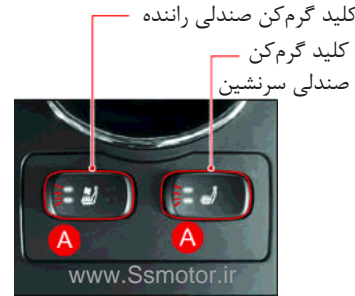 کلید گرم‌کن صندلی راننده
کلید گرم‌کن
صندلی سرنشین
A
A
www.Ssmotor.ir